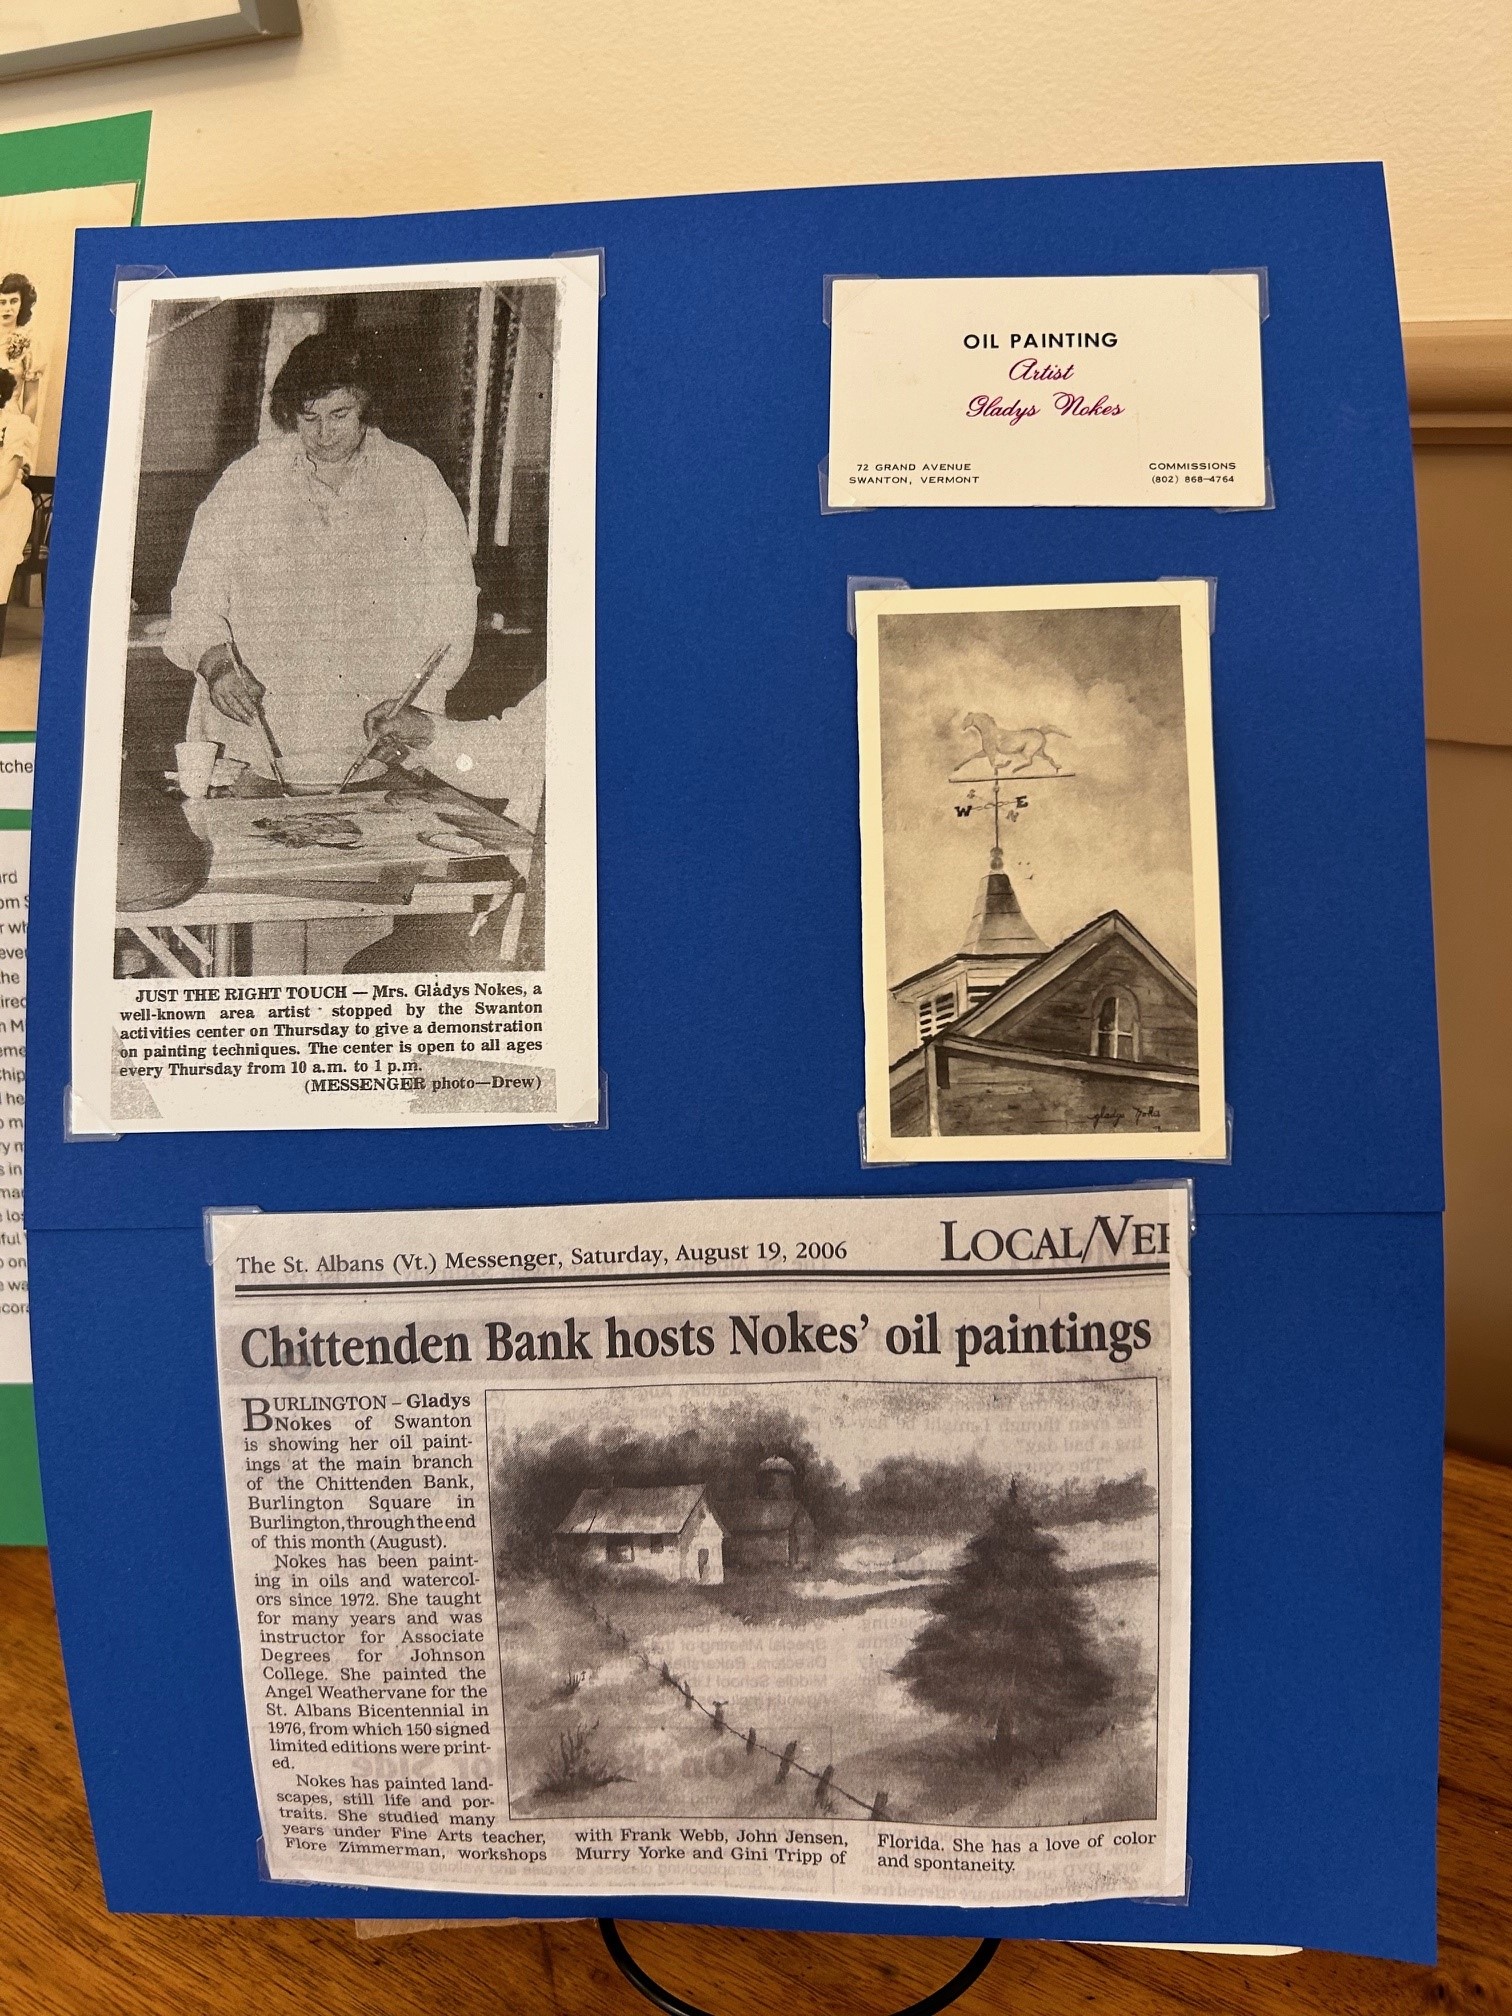 JUST THE RIGHT TOUCH — Mrs. Gladys Nokes, a
well-known area artist stopped by the Swanton
activities center on Thursday to give a demonstration
on painting techniques. The center is open to all ages
every Thursday from 10 a.m. to 1 p.m.
(MESSENGER photo—Drew)
OIL PAINTING
Artist
Gladys Nokes
72 GRAND AVENUE
SWANTON, VERMONT
COMMISSIONS
(802) 868-4764
S
W E
N
gladys Nokes
The St. Albans (Vt.) Messenger, Saturday, August 19, 2006
LOCAL/VER
Chittenden Bank hosts Nokes' oil paintings
BURLINGTON – Gladys
Nokes of Swanton
is showing her oil paint-
ings at the main branch
of the Chittenden Bank,
Burlington Square in
Burlington, through the end
of this month (August).
Nokes has been paint-
ing in oils and watercol-
ors since 1972. She taught
for many years and was
instructor for Associate
Degrees for Johnson
College. She painted the
Angel Weathervane for the
St. Albans Bicentennial in
1976, from which 150 signed
limited editions were print-
ed.
Nokes has painted land-
scapes, still life and por-
traits. She studied many
years under Fine Arts teacher,
Flore Zimmerman, workshops
with Frank Webb, John Jensen,
Murry Yorke and Gini Tripp of
Florida. She has a love of color
and spontaneity.